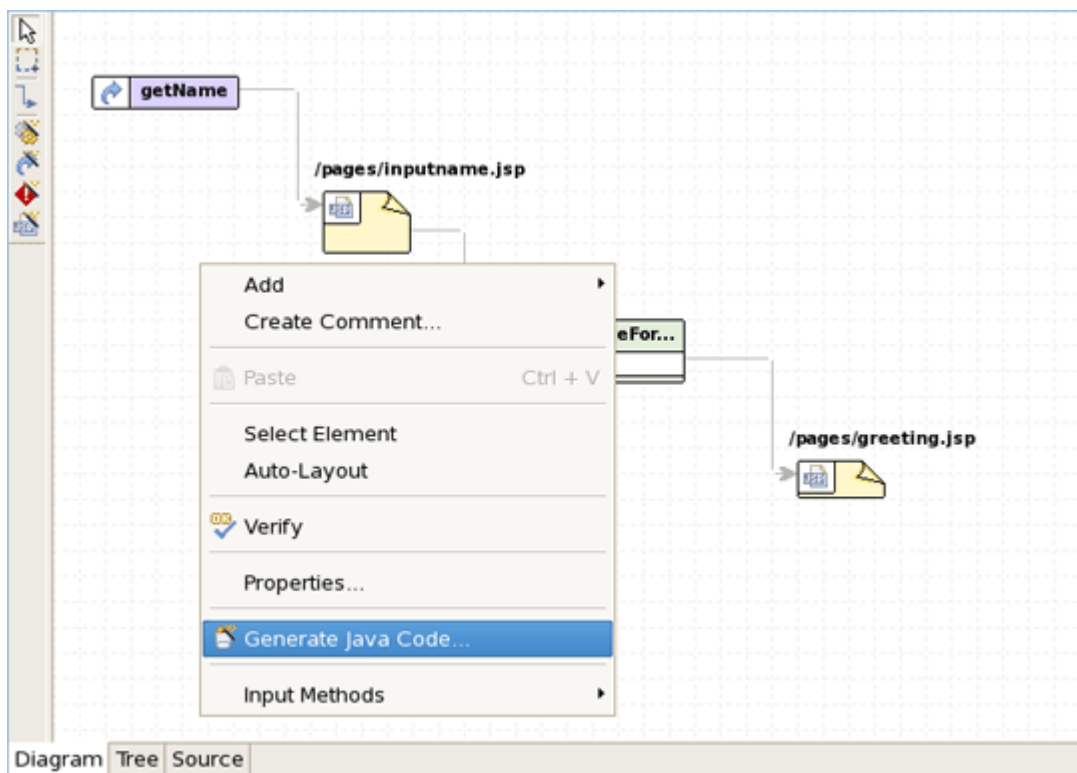 getName
/pages/inputname.jsp
Add
Create Comment...
eFor...
Paste Ctrl + V
Select Element
/pages/greeting.jsp
Auto-Layout
Verify
Properties...
Generate Java Code...
Input Methods
Diagram Tree Source